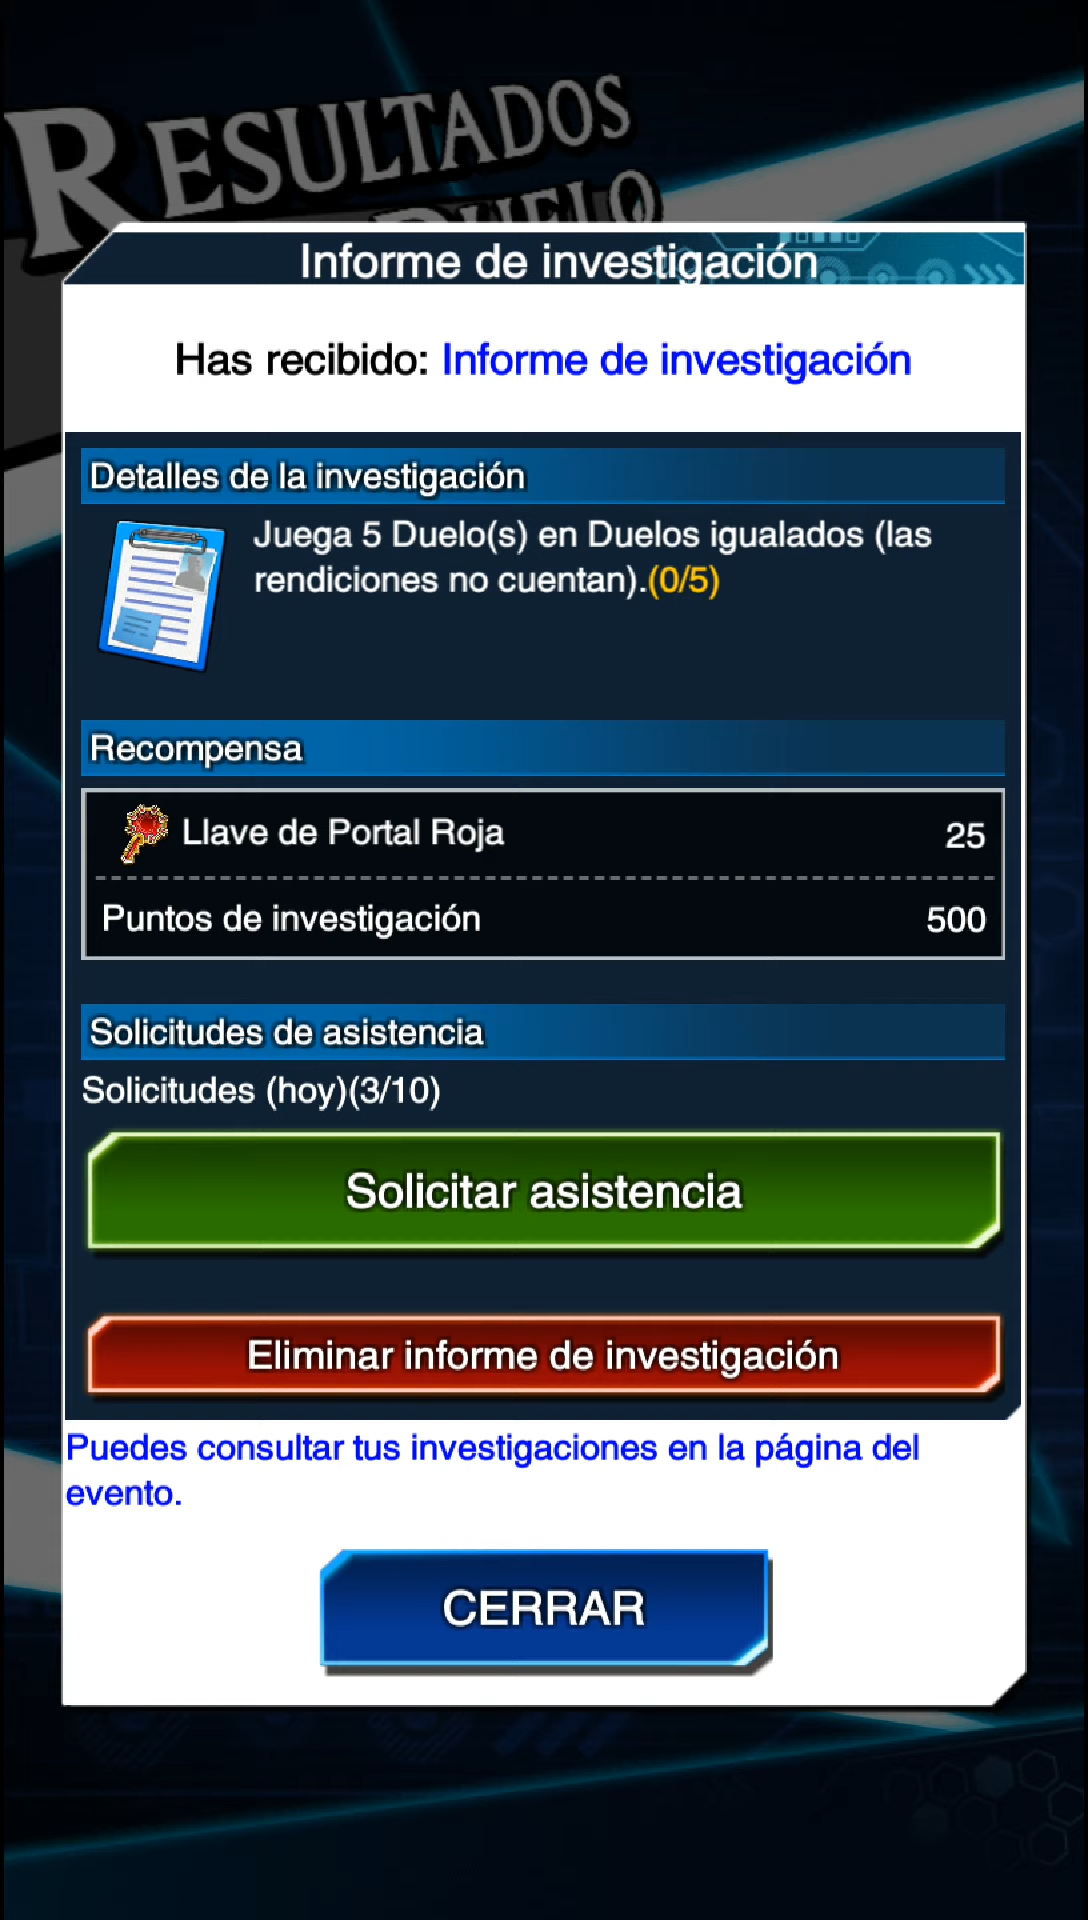 RESULTADOS
DUELO
Informe de investigación
Has recibido: Informe de investigación
Detalles de la investigación
Juega 5 Duelo(s) en Duelos igualados (las
rendiciones no cuentan).(0/5)
Recompensa
Llave de Portal Roja 25
Puntos de investigación 500
Solicitudes de asistencia
Solicitudes (hoy)(3/10)
Solicitar asistencia
Eliminar informe de investigación
Puedes consultar tus investigaciones en la página del
evento.
CERRAR